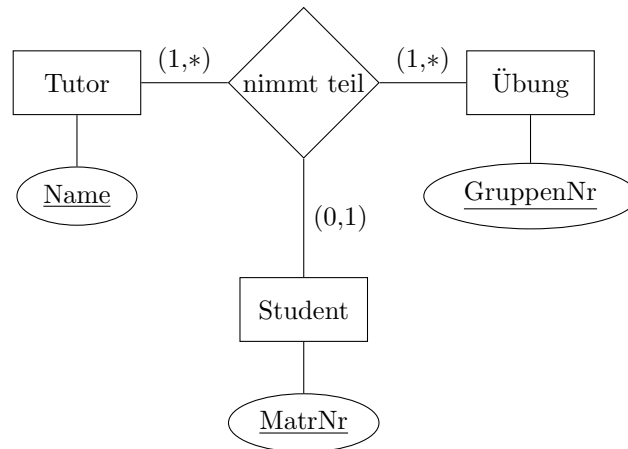 (1,*)
(1,*)
Tutor
nimmt teil
Übung
Name
GruppenNr
(0,1)
Student
MatrNr